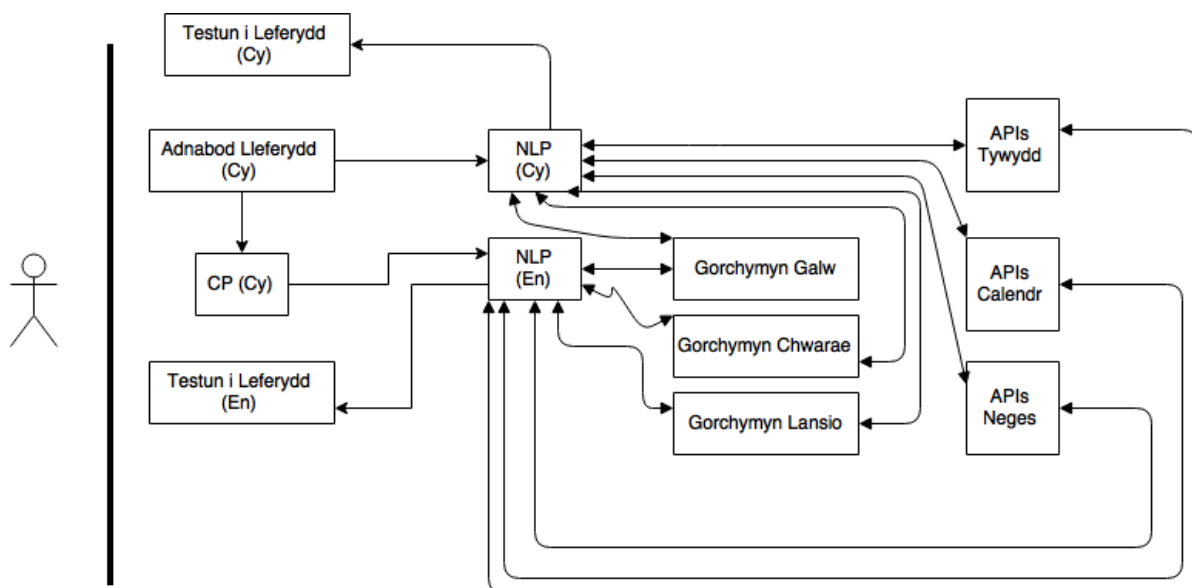 Testun i Leferydd
(Cy)
Adnabod Lleferydd
(Cy)
NLP
(Cy)
APIs
Tywydd
CP (Cy)
NLP
(En)
Gorchymyn Galw
APIs
Calendr
Gorchymyn Chwarae
Testun i Leferydd
(En)
Gorchymyn Lansio
APIs
Neges